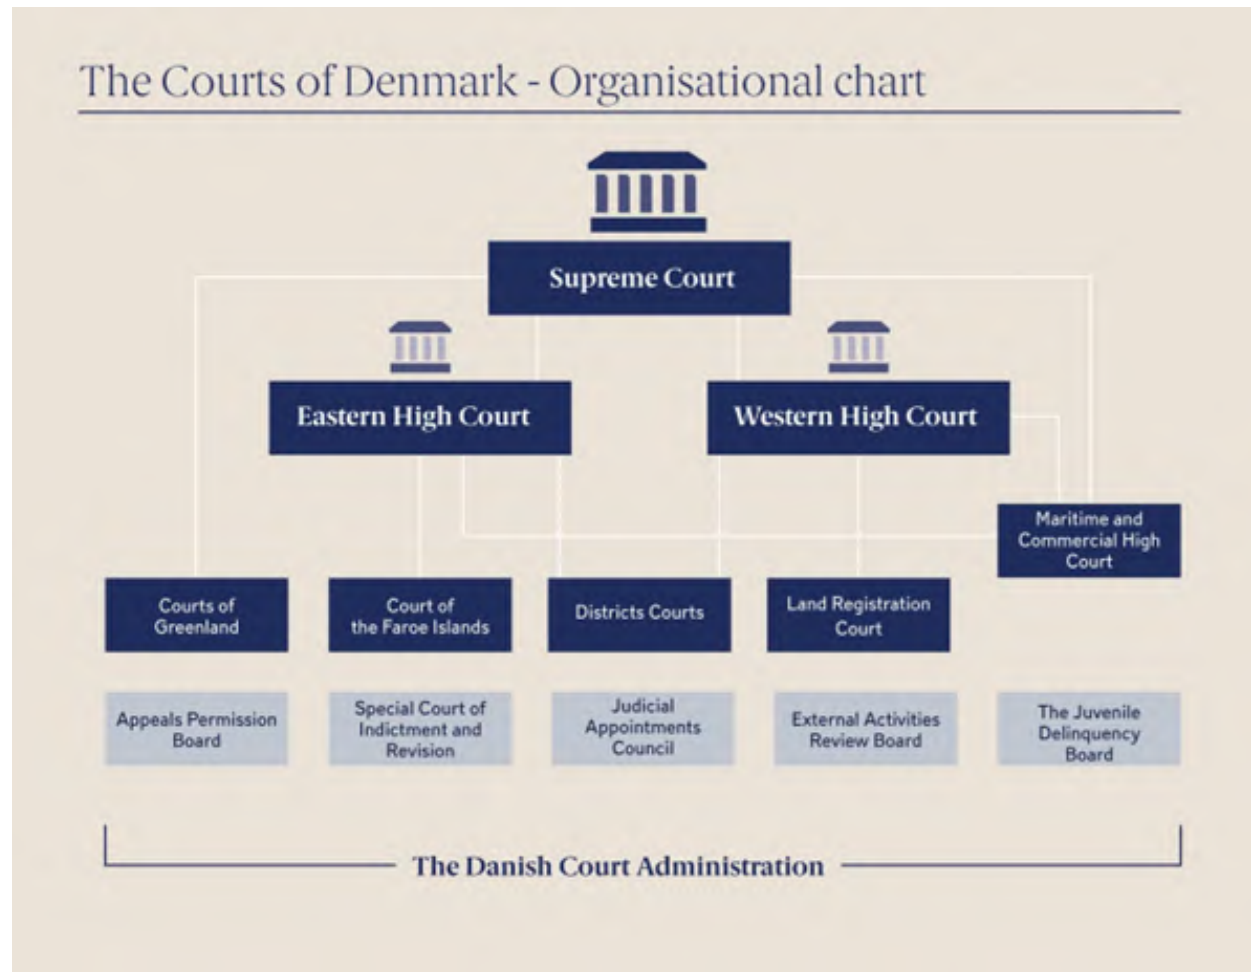 The Courts of Denmark - Organisational chart
Supreme Court
Eastern High Court
Western High Court
Maritime and
Commercial High
Court
Courts of
Greenland
Court of
the Faroe Islands
Districts Courts
Land Registration
Court
Appeals Permission
Board
Special Court of
Indictment and
Revision
Judicial
Appointments
Council
External Activities
Review Board
The Juvenile
Delinquency
Board
The Danish Court Administration